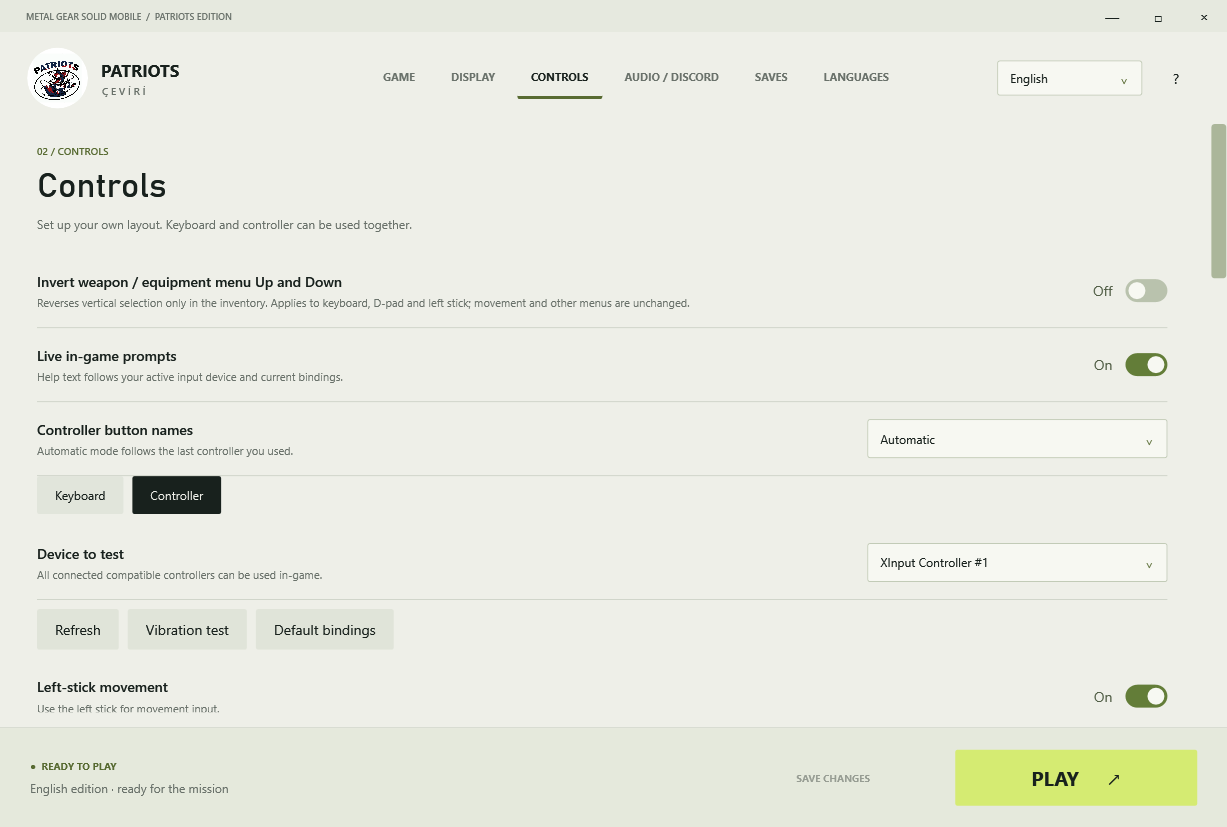 METAL GEAR SOLID MOBILE / PATRIOTS EDITION
PATRIOTS
PATRIOTS
ÇEVİRİ
GAME
DISPLAY
CONTROLS
AUDIO / DISCORD
SAVES
LANGUAGES
English
?
02 / CONTROLS
Controls
Set up your own layout. Keyboard and controller can be used together.
Invert weapon / equipment menu Up and Down
Reverses vertical selection only in the inventory. Applies to keyboard, D-pad and left stick; movement and other menus are unchanged.
Off
Live in-game prompts
Help text follows your active input device and current bindings.
On
Controller button names
Automatic mode follows the last controller you used.
Automatic
Keyboard
Controller
Device to test
All connected compatible controllers can be used in-game.
XInput Controller #1
Refresh
Vibration test
Default bindings
Left-stick movement
Use the left stick for movement input.
On
● READY TO PLAY
English edition · ready for the mission
SAVE CHANGES
PLAY ↗